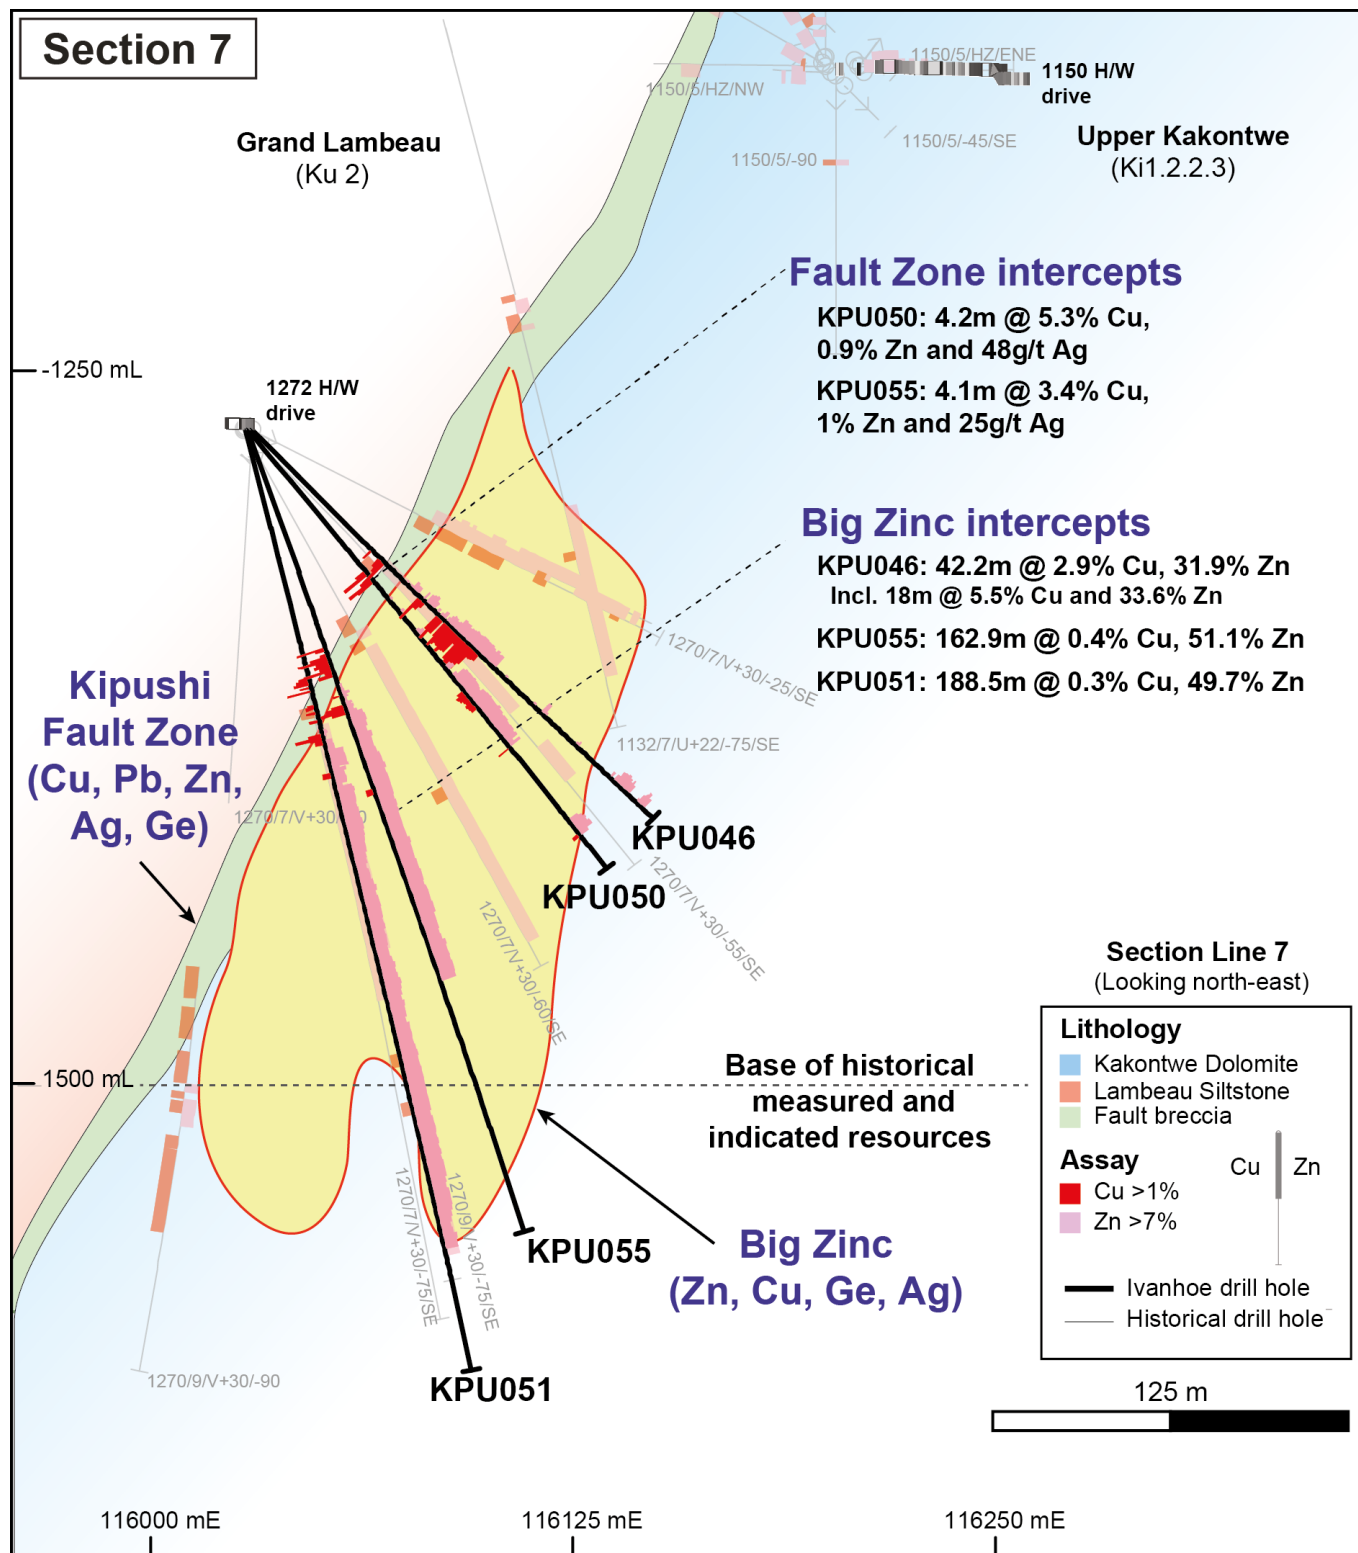 Section 7
1150/5/HZ/ENE
1150 H/W
drive
1150/5/HZ/NW
Grand Lambeau
(Ku 2)
1150/5/-45/SE
Upper Kakontwe
(Ki1.2.2.3)
1150/5/-90
Fault Zone intercepts
KPU050: 4.2m @ 5.3% Cu,
0.9% Zn and 48g/t Ag
KPU055: 4.1m @ 3.4% Cu,
1% Zn and 25g/t Ag
-1250 mL
1272 H/W
drive
Big Zinc intercepts
KPU046: 42.2m @ 2.9% Cu, 31.9% Zn
Incl. 18m @ 5.5% Cu and 33.6% Zn
KPU055: 162.9m @ 0.4% Cu, 51.1% Zn
KPU051: 188.5m @ 0.3% Cu, 49.7% Zn
1270/7/V+30/-25/SE
1132/7/U+22/-75/SE
Kipushi
Fault Zone
(Cu, Pb, Zn,
Ag, Ge)
KPU046
KPU050
1270/7/V+30/-55/SE
1270/7/V+30/-60/SE
Section Line 7
(Looking north-east)
Lithology
Kakontwe Dolomite
Lambeau Siltstone
Fault breccia
Assay
Cu >1%
Zn >7%
Cu
Zn
Ivanhoe drill hole
Historical drill hole
1500 mL
Base of historical
measured and
indicated resources
1270/7/V+30/-75/SE
1270/9/V+30/-75/SE
KPU055
Big Zinc
(Zn, Cu, Ge, Ag)
1270/9/V+30/-90
KPU051
125 m
116000 mE
116125 mE
116250 mE